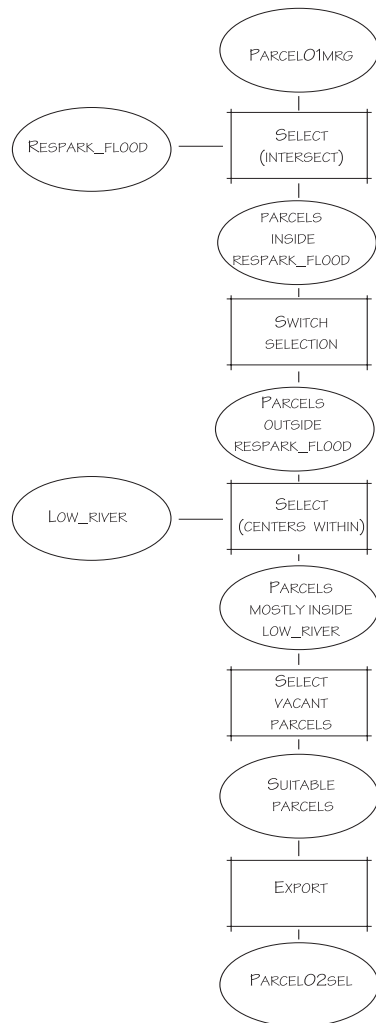 Parcel01mrg
Respark_flood
Select
(intersect)
parcels
inside
respark_flood
Switch
selection
Parcels
outside
respark_flood
Low_river
Select
(centers within)
Parcels
mostly inside
low_river
Select
vacant
parcels
Suitable
parcels
Export
Parcel02sel